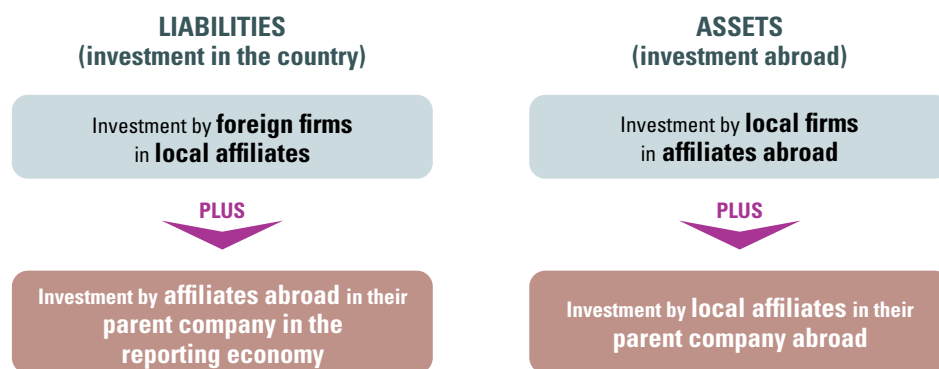 LIABILITIES
(investment in the country)
Investment by foreign firms
in local affiliates
PLUS
Investment by affiliates abroad in their
parent company in the
reporting economy
ASSETS
(investment abroad)
Investment by local firms
in affiliates abroad
PLUS
Investment by local affiliates in their
parent company abroad